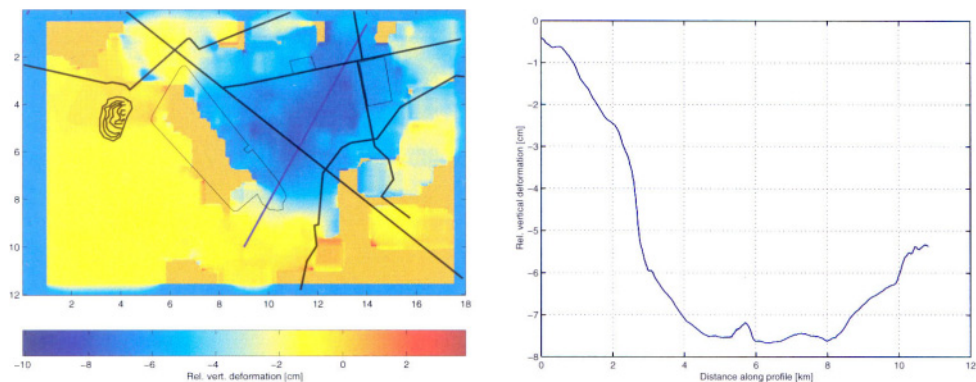 2
4
6
8
10
12
2 4 6 8 10 12 14 16 18
-10 -8 -6 -4 -2 0 2
Rel. vert. deformation [cm]
0
-1
-2
-3
-4
-5
-6
-7
-8
Rel. vertical deformation [cm]
0 2 4 6 8 10 12
Distance along profile [km]